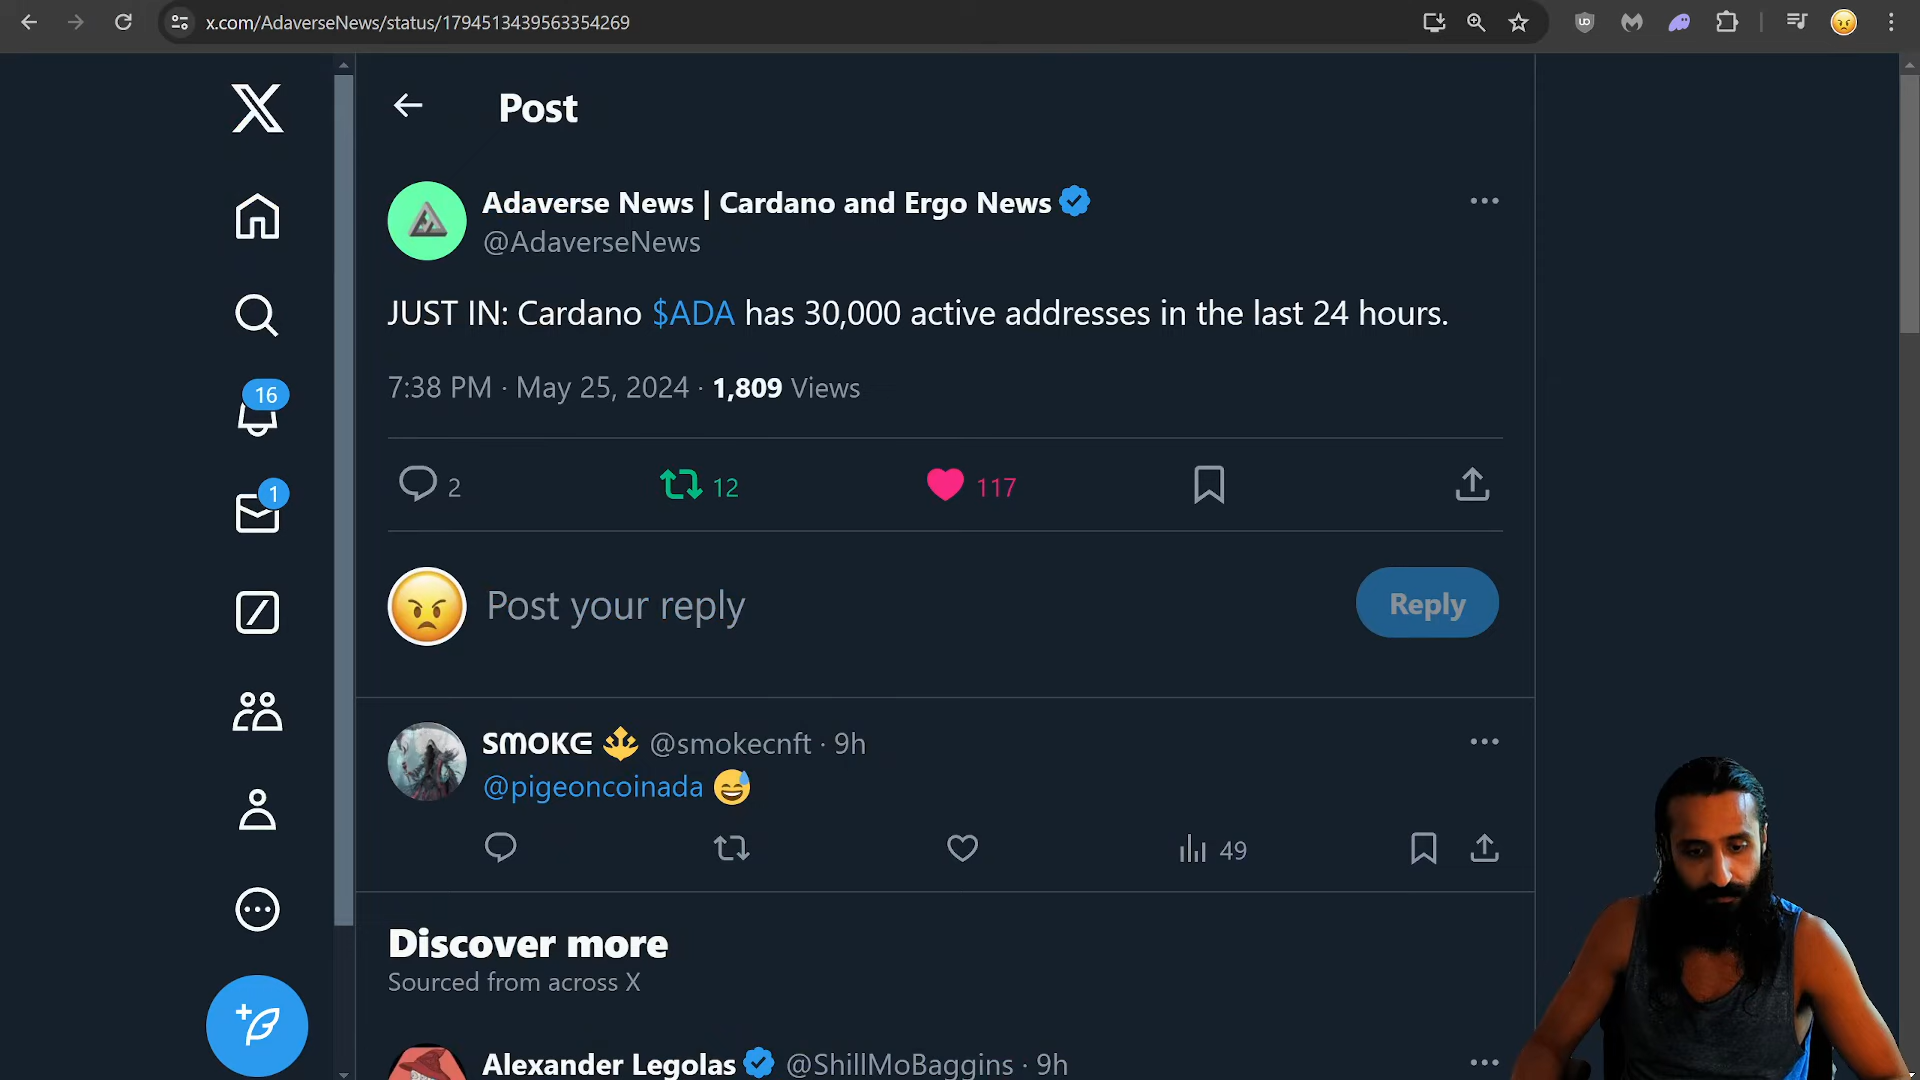 x.com/AdaverseNews/status/1794513439563354269
Post
Adaverse News | Cardano and Ergo News
@AdaverseNews
JUST IN: Cardano $ADA has 30,000 active addresses in the last 24 hours.
7:38 PM · May 25, 2024 · 1,809 Views
16
2
12
117
1
Post your reply
Reply
SMOKE @smokecnft · 9h
@pigeoncoinada
49
Discover more
Sourced from across X
Alexander Legolas @ShillMoBaggins · 9h